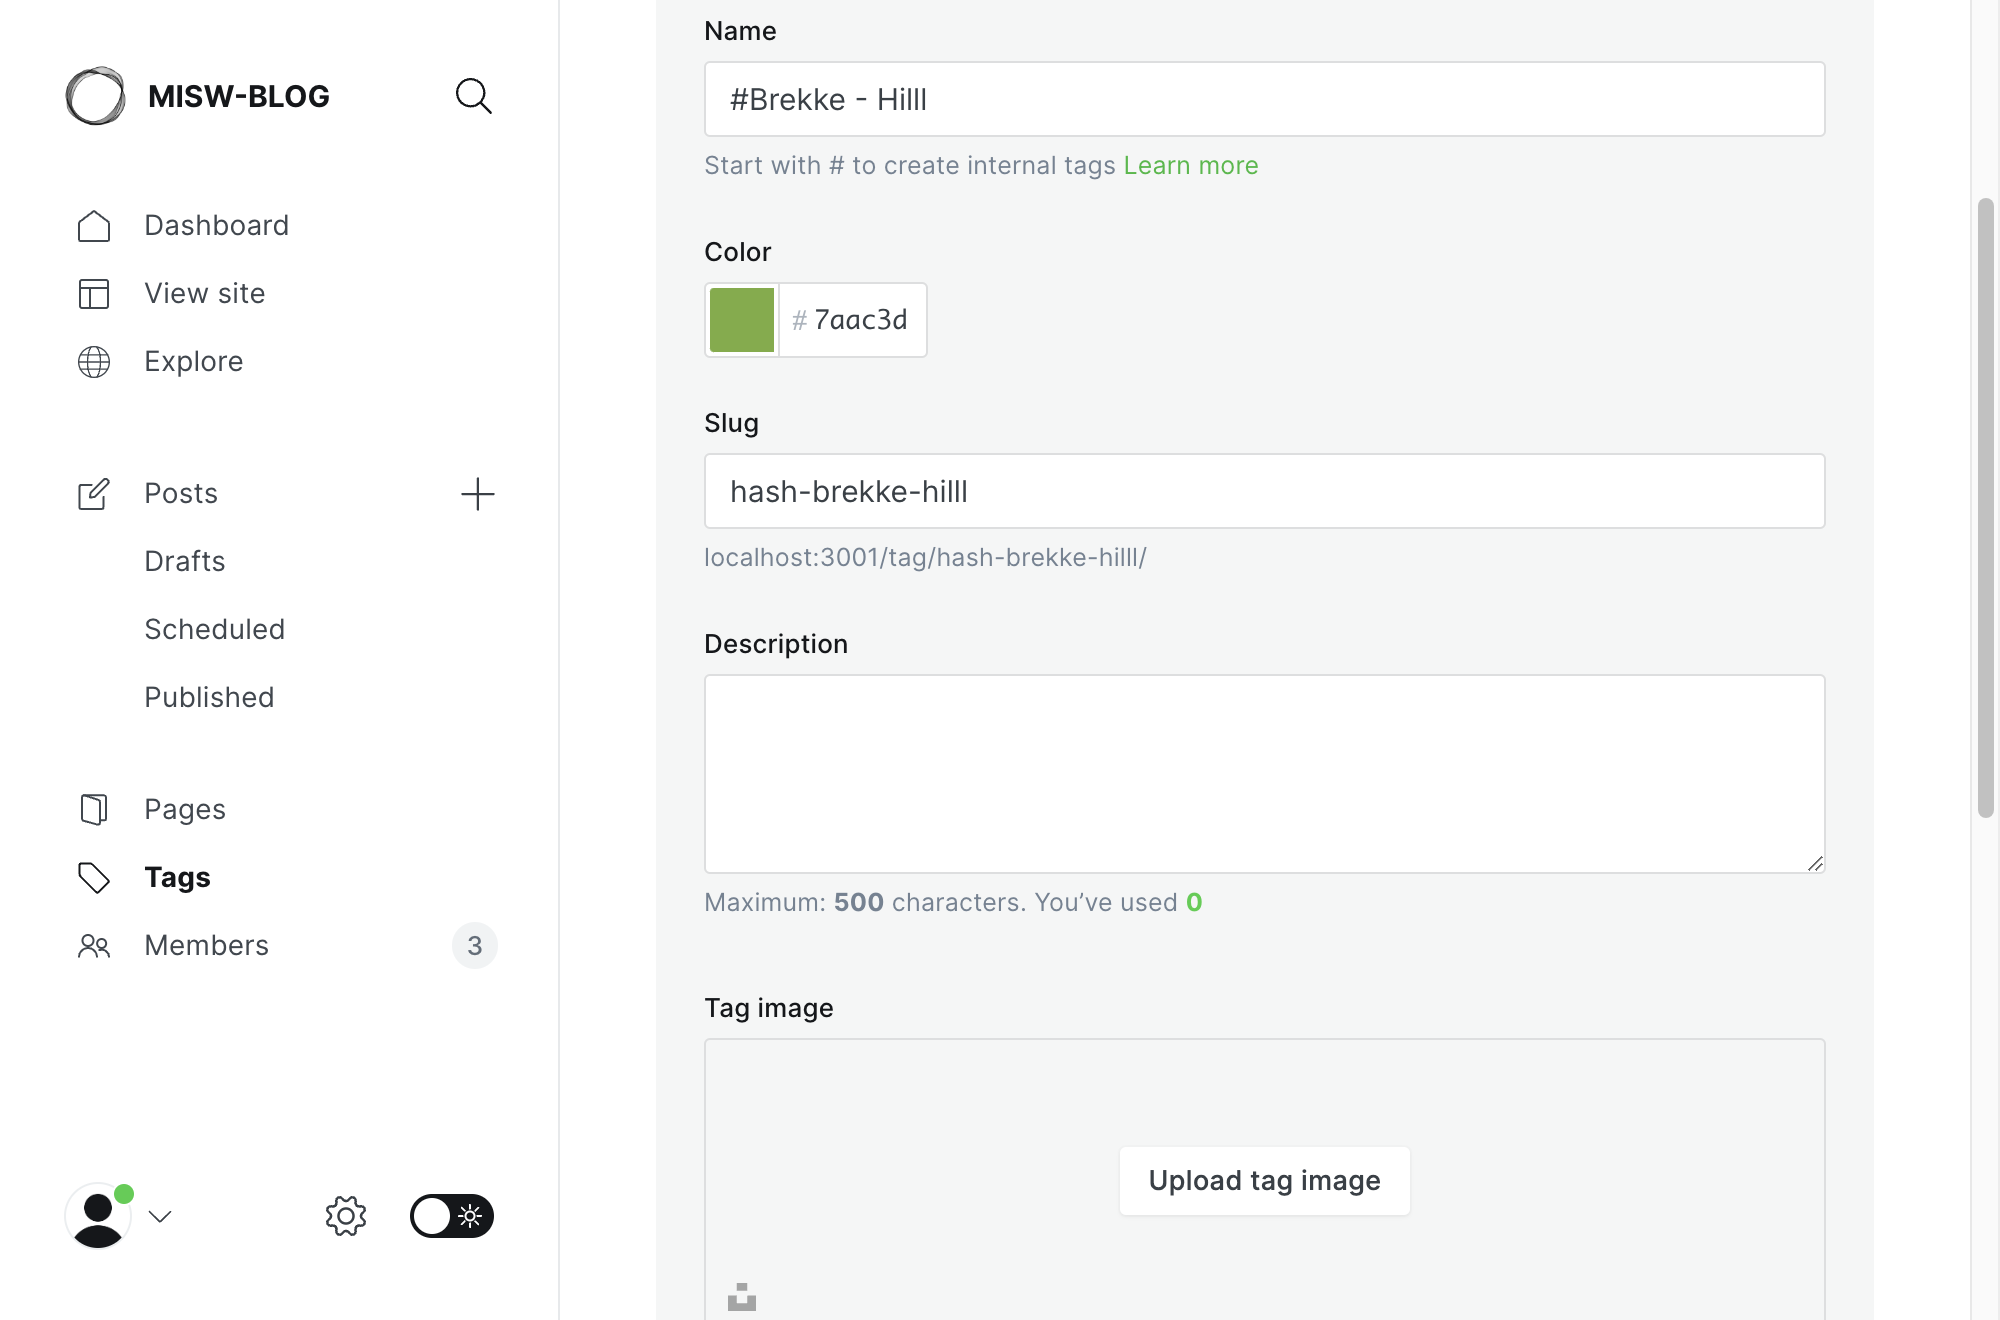 MISW-BLOG
Dashboard
View site
Explore
Posts
Drafts
Scheduled
Published
Pages
Tags
Members
3
Name
#Brekke - Hilll
Start with # to create internal tags Learn more
Color
# 7aac3d
Slug
hash-brekke-hilll
localhost:3001/tag/hash-brekke-hilll/
Description
Maximum: 500 characters. You’ve used 0
Tag image
Upload tag image